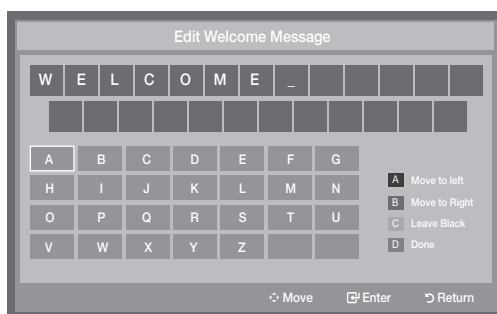 Edit Welcome Message
W E L C O M E _
A B C D E F G
H I J K L M N
O P Q R S T U
V W X Y Z
A Move to left
B Move to Right
C Leave Black
D Done
Move Enter Return